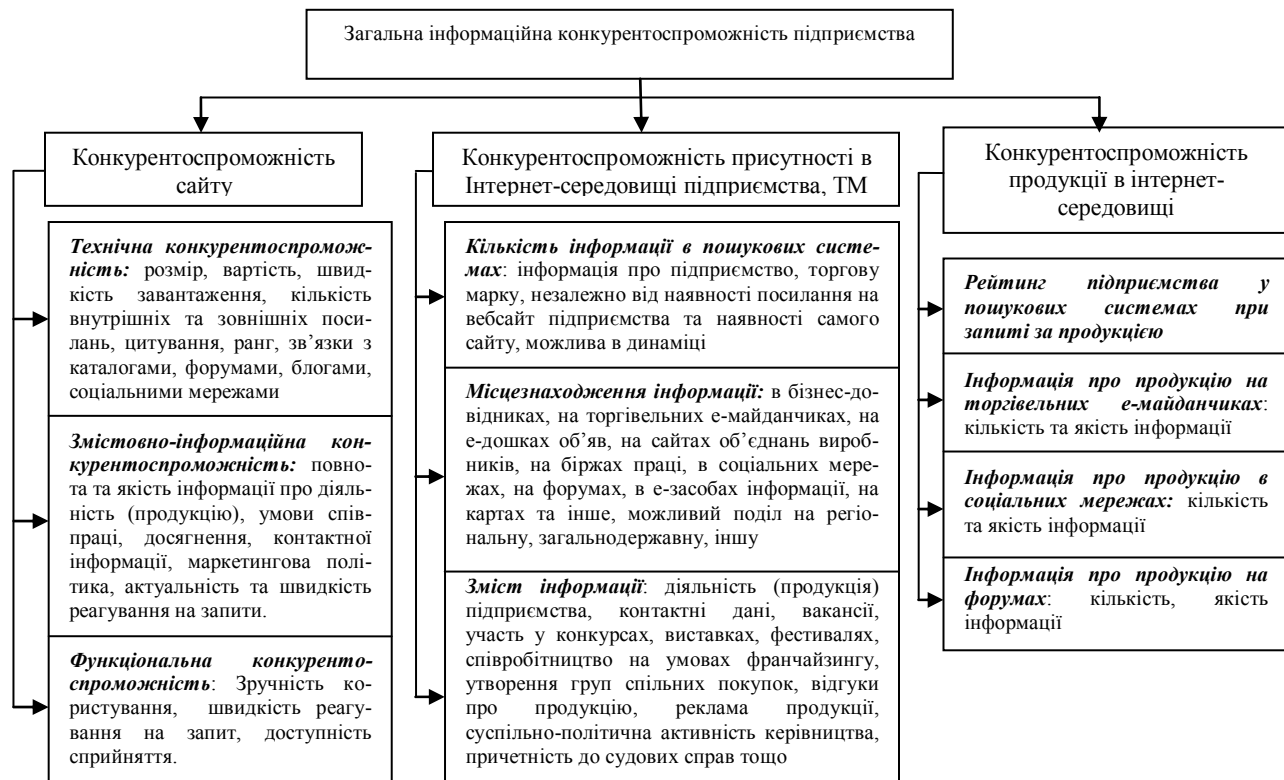 Загальна інформаційна конкурентоспроможність підприємства
Конкурентоспроможність
сайту
Технічна конкурентоспромож-
ність: розмір, вартість, швид-
кість завантаження, кількість
внутрішніх та зовнішніх поси-
лань, цитування, ранг, зв’язки з
каталогами, форумами, блогами,
соціальними мережами
Змістовно-інформаційна кон-
курентоспроможність: повно-
та та якість інформації про діяль-
ність (продукцію), умови спів-
праці, досягнення, контактної
інформації, маркетингова полі-
тика, актуальність та швидкість
реагування на запити.
Функціональна конкуренто-
спроможність: Зручність ко-
ристування, швидкість реагу-
вання на запит, доступність
сприйняття.
Конкурентоспроможність присутності в
Інтернет-середовищі підприємства, ТМ
Кількість інформації в пошукових систе-
мах: інформація про підприємство, торгову
марку, незалежно від наявності посилання на
вебсайт підприємства та наявності самого
сайту, можлива в динаміці
Місцезнаходження інформації: в бізнес-до-
відниках, на торгівельних е-майданчиках, на
е-дошках об’яв, на сайтах об’єднань вироб-
ників, на біржах праці, в соціальних мере-
жах, на форумах, в е-засобах інформації, на
картах та інше, можливий поділ на регіо-
нальну, загальнодержавну, іншу
Зміст інформації: діяльність (продукція)
підприємства, контактні дані, вакансії,
участь у конкурсах, виставках, фестивалях,
співробітництво на умовах франчайзингу,
утворення груп спільних покупок, відгуки
про продукцію, реклама продукції,
суспільно-політична активність керівництва,
причетність до судових справ тощо
Конкурентоспроможність
продукції в інтернет-
середовищі
Рейтинг підприємства у
пошукових системах при
запиті за продукцією
Інформація про продукцію на
торгівельних е-майданчиках:
кількість та якість інформації
Інформація про продукцію в
соціальних мережах: кількість
та якість інформації
Інформація про продукцію на
форумах: кількість, якість
інформації